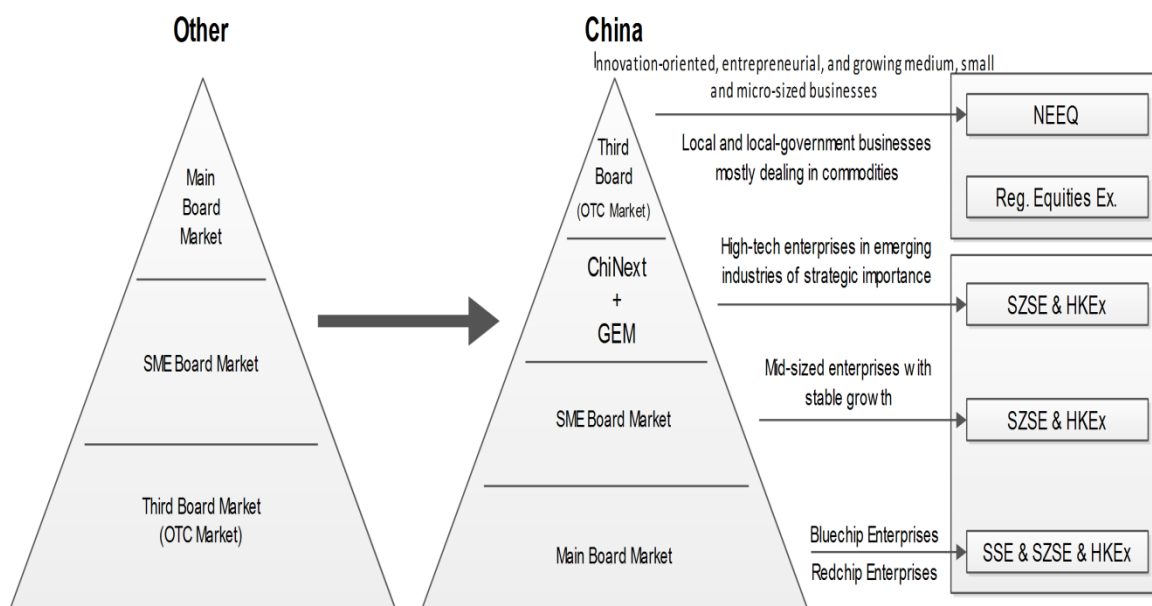 Other
Main
Board
Market
SME Board Market
Third Board Market
(OTC Market)
China
Innovation-oriented, entrepreneurial, and growing medium, small
and micro-sized businesses
Third
Board
(OTC Market)
Local and local-government businesses
mostly dealing in commodities
NEEQ
Reg. Equities Ex.
ChiNext
+
GEM
High-tech enterprises in emerging
industries of strategic importance
SZSE & HKEx
SME Board Market
Mid-sized enterprises with
stable growth
SZSE & HKEx
Main Board Market
Bluechip Enterprises
Redchip Enterprises
SSE & SZSE & HKEx